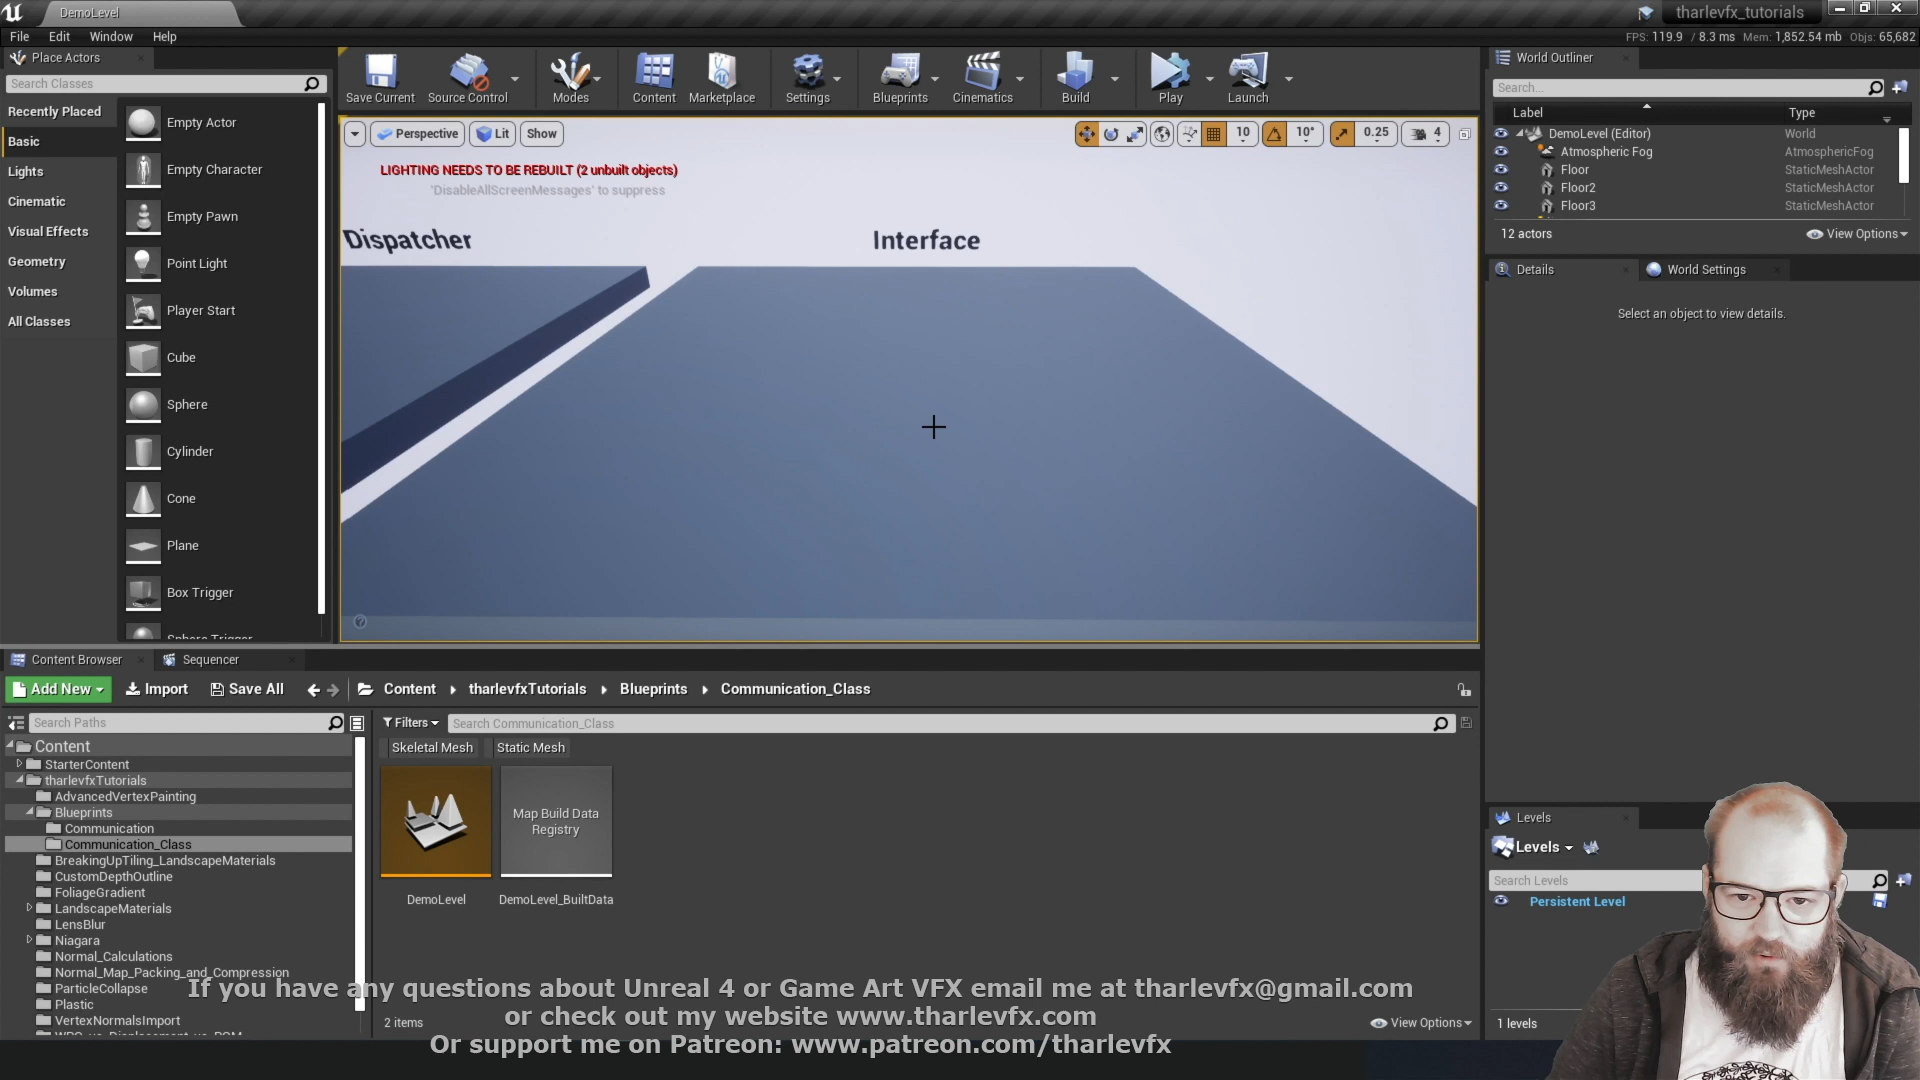 DemoLevel
tharlevfx_tutorials
File Edit Window Help
FPS: 119.9 / 8.3 ms Mem: 1,852.54 mb Objs: 65,682
Place Actors
Search Classes
Recently Placed
Basic
Lights
Cinematic
Visual Effects
Geometry
Volumes
All Classes
Empty Actor
Empty Character
Empty Pawn
Point Light
Player Start
Cube
Sphere
Cylinder
Cone
Plane
Box Trigger
Sphere Trigger
Save Current
Source Control
Modes
Content
Marketplace
Settings
Blueprints
Cinematics
Build
Play
Launch
Perspective
Lit
Show
10
10°
0.25
4
LIGHTING NEEDS TO BE REBUILT (2 unbuilt objects)
'DisableAllScreenMessages' to suppress
Dispatcher
Interface
World Outliner
Search...
Label Type
DemoLevel (Editor) World
Atmospheric Fog AtmosphericFog
Floor StaticMeshActor
Floor2 StaticMeshActor
Floor3 StaticMeshActor
12 actors
View Options
Details
World Settings
Select an object to view details.
Levels
Levels
Search Levels
Persistent Level
1 levels
Content Browser
Sequencer
Add New
Import
Save All
Content
tharlevfxTutorials
Blueprints
Communication_Class
Search Paths
Filters
Search Communication_Class
Skeletal Mesh
Static Mesh
Content
StarterContent
tharlevfxTutorials
AdvancedVertexPainting
Blueprints
Communication
Communication_Class
BreakingUpTiling_LandscapeMaterials
CustomDepthOutline
FoliageGradient
LandscapeMaterials
LensBlur
Niagara
Normal_Calculations
Normal_Map_Packing_and_Compression
ParticleCollapse
Plastic
VertexNormalsImport
Map Build Data
Registry
DemoLevel
DemoLevel_BuiltData
2 items
View Options
If you have any questions about Unreal 4 or Game Art VFX email me at tharlevfx@gmail.com
or check out my website www.tharlevfx.com
Or support me on Patreon: www.patreon.com/tharlevfx